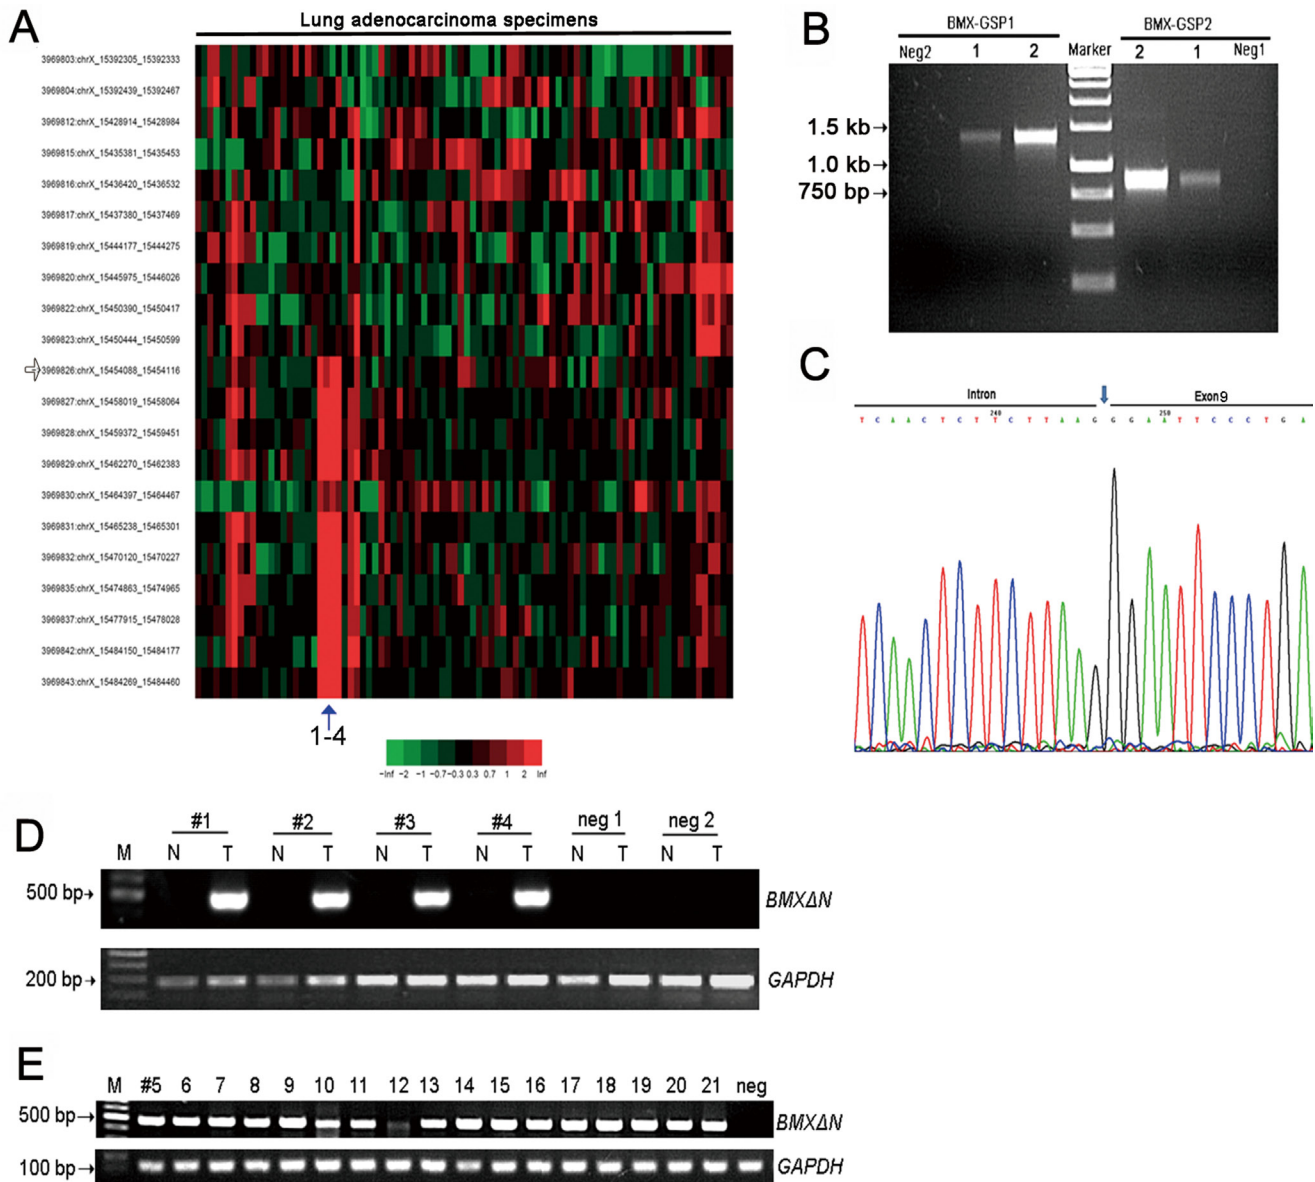 A
Lung adenocarcinoma specimens
3969803:chrX_15392305_15392333
3969804:chrX_15392439_15392467
3969812:chrX_15428914_15428984
3969815:chrX_15435381_15435453
3969816:chrX_15436420_15436532
3969817:chrX_15437380_15437469
3969819:chrX_15444177_15444275
3969820:chrX_15445975_15446026
3969822:chrX_15450390_15450417
3969823:chrX_15450444_15450599
3969826:chrX_15454088_15454116
3969827:chrX_15458019_15458064
3969828:chrX_15459372_15459451
3969829:chrX_15462270_15462383
3969830:chrX_15464397_15464467
3969831:chrX_15465238_15465301
3969832:chrX_15470120_15470227
3969835:chrX_15474863_15474965
3969837:chrX_15477915_15478028
3969842:chrX_15484150_15484177
3969843:chrX_15484269_15484460
1-4
-Inf -2 -1 -0.7 -0.3 0.3 0.7 1 2 Inf
B
BMX-GSP1 BMX-GSP2
Neg2 1 2 Marker 2 1 Neg1
1.5 kb
1.0 kb
750 bp
C
Intron Exon9
240 250
T C A A C T C T T C T T A A G G G A A T T C C C T G A
D
#1 #2 #3 #4 neg 1 neg 2
M N T N T N T N T N T N T
500 bp BMXΔN
200 bp GAPDH
E
M #5 6 7 8 9 10 11 12 13 14 15 16 17 18 19 20 21 neg
500 bp BMXΔN
100 bp GAPDH